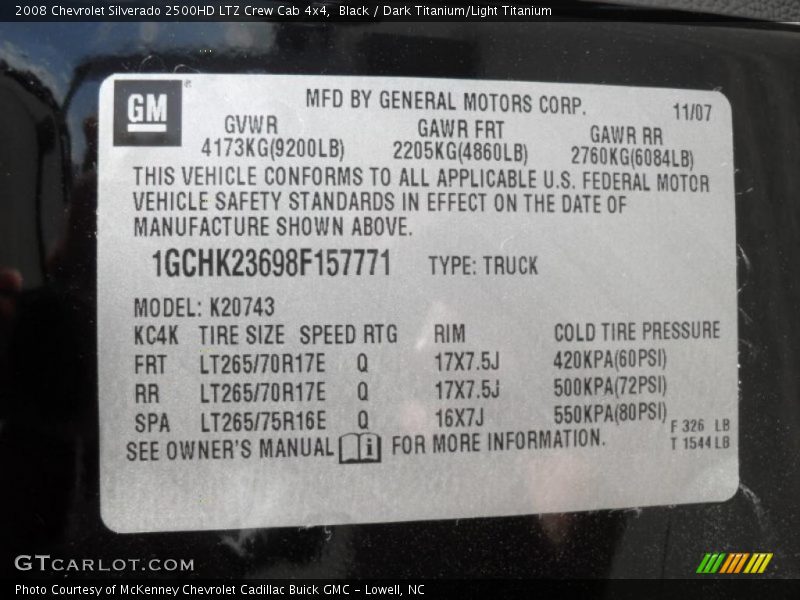 2008 Chevrolet Silverado 2500HD LTZ Crew Cab 4x4, Black / Dark Titanium/Light Titanium
GM ®
MFD BY GENERAL MOTORS CORP. 11/07
GVWR GAWR FRT GAWR RR
4173KG(9200LB) 2205KG(4860LB) 2760KG(6084LB)
THIS VEHICLE CONFORMS TO ALL APPLICABLE U.S. FEDERAL MOTOR
VEHICLE SAFETY STANDARDS IN EFFECT ON THE DATE OF
MANUFACTURE SHOWN ABOVE.
1GCHK23698F157771 TYPE: TRUCK
MODEL: K20743
KC4K TIRE SIZE SPEED RTG RIM COLD TIRE PRESSURE
FRT LT265/70R17E Q 17X7.5J 420KPA(60PSI)
RR LT265/70R17E Q 17X7.5J 500KPA(72PSI)
SPA LT265/75R16E Q 16X7J 550KPA(80PSI)
F 326 LB
SEE OWNER'S MANUAL i FOR MORE INFORMATION. T 1544 LB
GTCARLOT.COM
Photo Courtesy of McKenney Chevrolet Cadillac Buick GMC - Lowell, NC